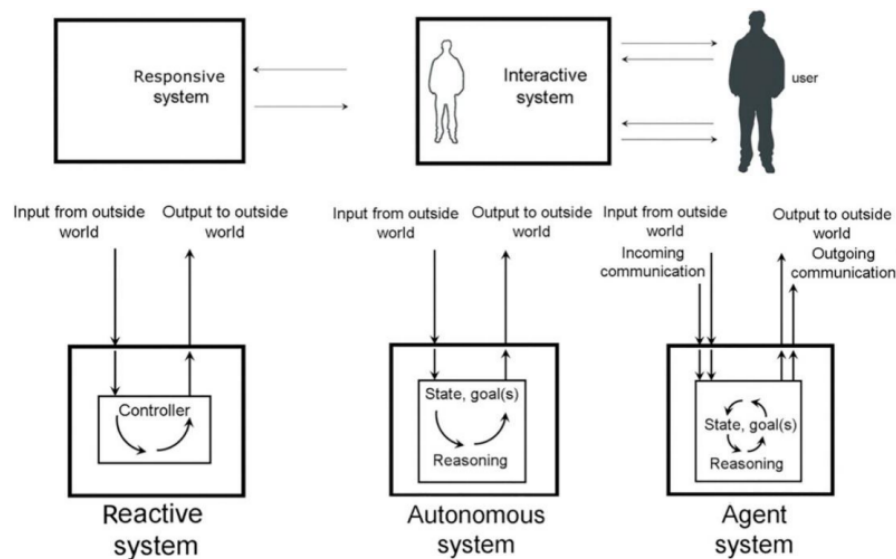 Responsive
system
Interactive
system
user
Input from outside
world
Output to outside
world
Input from outside
world
Output to outside
world
Input from outside
world
Incoming
communication
Output to outside
world
Outgoing
communication
Controller
State, goal(s)
Reasoning
State, goal(s)
Reasoning
Reactive
system
Autonomous
system
Agent
system